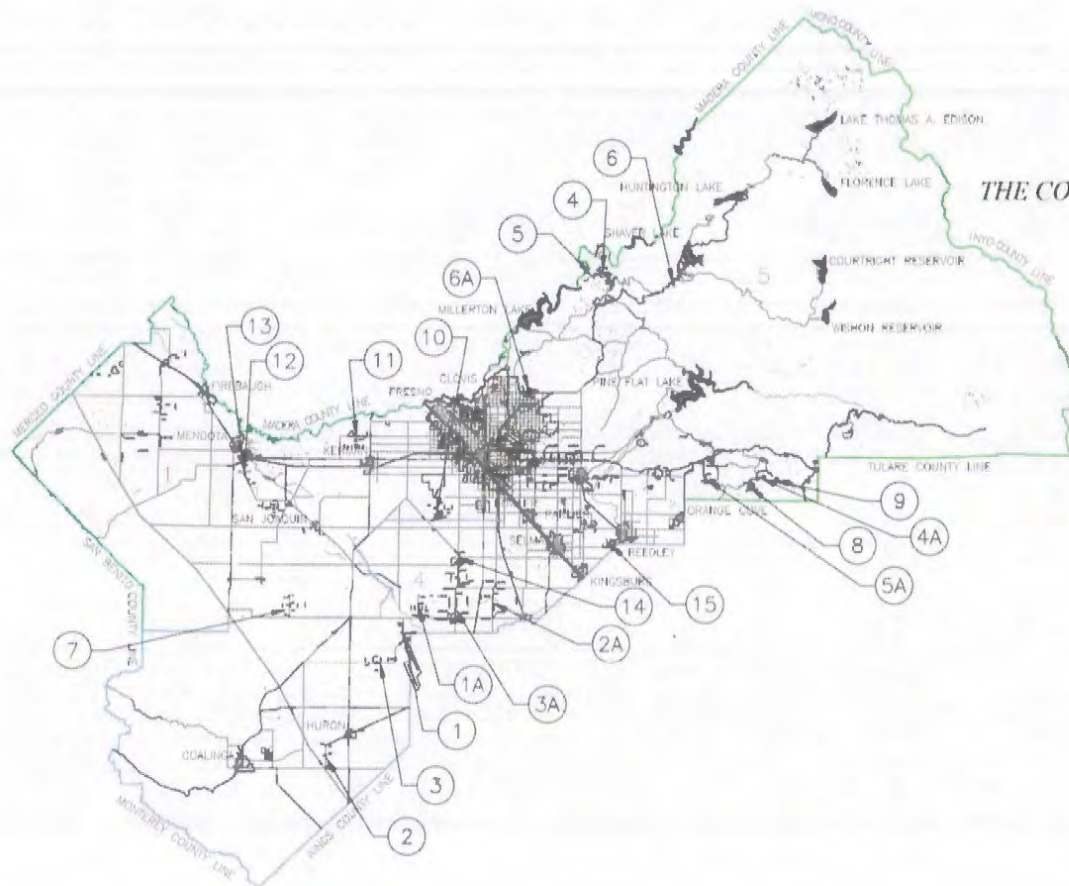 MONO COUNTY LINE
MADERA COUNTY LINE
LAKE THOMAS A. EDISON
6
HUNTINGTON LAKE
FLORENCE LAKE
THE CO
4
SHAVER LAKE
5
INYO COUNTY LINE
COURTRIGHT RESERVOIR
5
6A
MILLERTON LAKE
WISHON RESERVOIR
10
13
12
11
CLOVIS
PINE FLAT LAKE
MERCED COUNTY LINE
FIREBAUGH
FRESNO
MADERA COUNTY LINE
MENDOTA
KERMAN
1
TULARE COUNTY LINE
9
ORANGE COVE
4A
SAN JOAQUIN
PARLIER
8
SELMA
REEDLEY
5A
SAN BENITO COUNTY LINE
KINGSBURG
4
14
15
7
2A
1A
3A
HURON
1
COALINGA
3
KINGS COUNTY LINE
2
MONTEREY COUNTY LINE